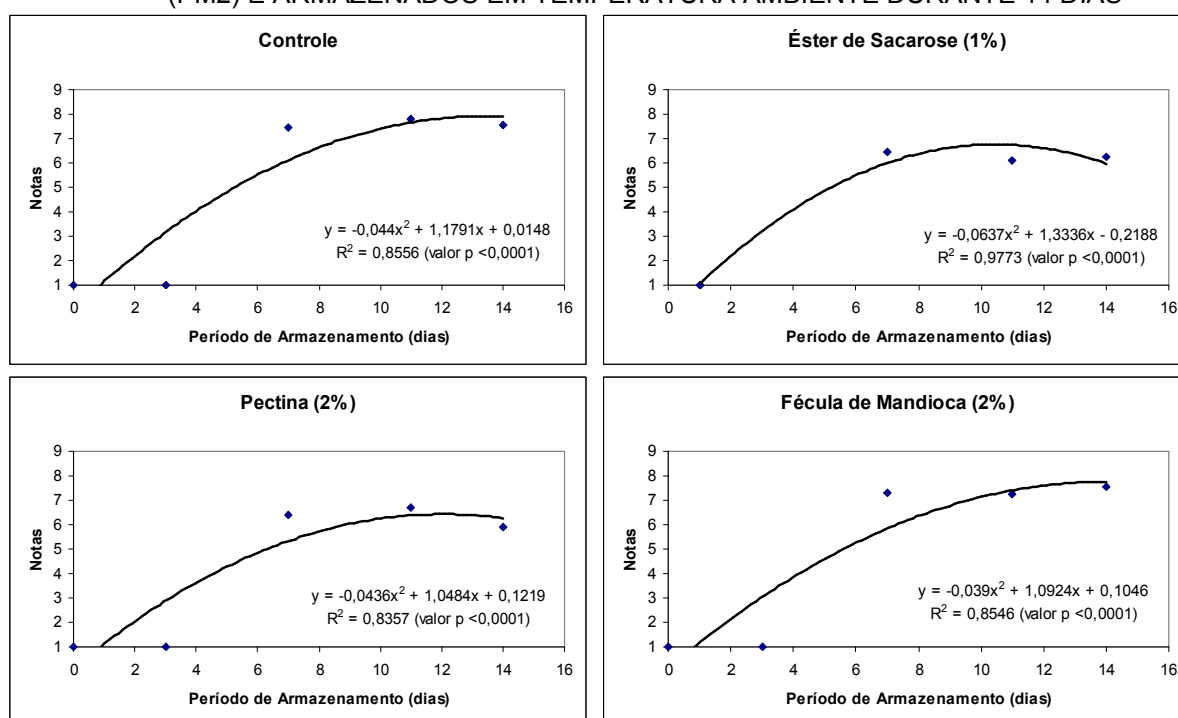 (PM2) E ARMAZENADOS EM TEMPERATURA AMBIENTE DURANTE DIAS
Controle
9
8
7
6
5
4
3
2
1
Notas
y = -0,044x² + 1,1791x + 0,0148
R² = 0,8556 (valor p <0,0001)
0 2 4 6 8 10 12 14 16
Período de Armazenamento (dias)
Éster de Sacarose (1%)
9
8
7
6
5
4
3
2
1
Notas
y = -0,0637x² + 1,3336x - 0,2188
R² = 0,9773 (valor p <0,0001)
0 2 4 6 8 10 12 14 16
Período de Armazenamento (dias)
Pectina (2%)
9
8
7
6
5
4
3
2
1
Notas
y = -0,0436x² + 1,0484x + 0,1219
R² = 0,8357 (valor p <0,0001)
0 2 4 6 8 10 12 14 16
Período de Armazenamento (dias)
Fécula de Mandioca (2%)
9
8
7
6
5
4
3
2
1
Notas
y = -0,039x² + 1,0924x + 0,1046
R² = 0,8546 (valor p <0,0001)
0 2 4 6 8 10 12 14 16
Período de Armazenamento (dias)